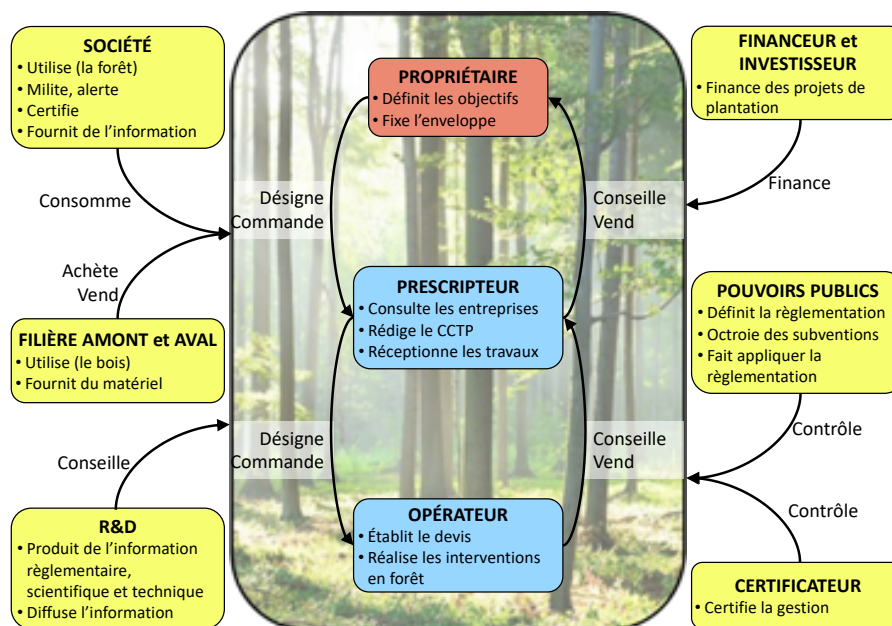 SOCIÉTÉ
• Utilise (la forêt)
• Milite, alerte
• Certifie
• Fournit de l'information
Consomme
Achète
Vend
FILIÈRE AMONT et AVAL
• Utilise (le bois)
• Fournit du matériel
Conseille
R&D
• Produit de l'information
règlementaire,
scientifique et technique
• Diffuse l'information
PROPRIÉTAIRE
• Définit les objectifs
• Fixe l'enveloppe
Désigne
Commande
Conseille
Vend
PRESCRIPTEUR
• Consulte les entreprises
• Rédige le CCTP
• Réceptionne les travaux
Désigne
Commande
Conseille
Vend
OPÉRATEUR
• Établit le devis
• Réalise les interventions
en forêt
FINANCEUR et
INVESTISSEUR
• Finance des projets de
plantation
Finance
POUVOIRS PUBLICS
• Définit la règlementation
• Octroie des subventions
• Fait appliquer la
règlementation
Contrôle
Contrôle
CERTIFICATEUR
• Certifie la gestion